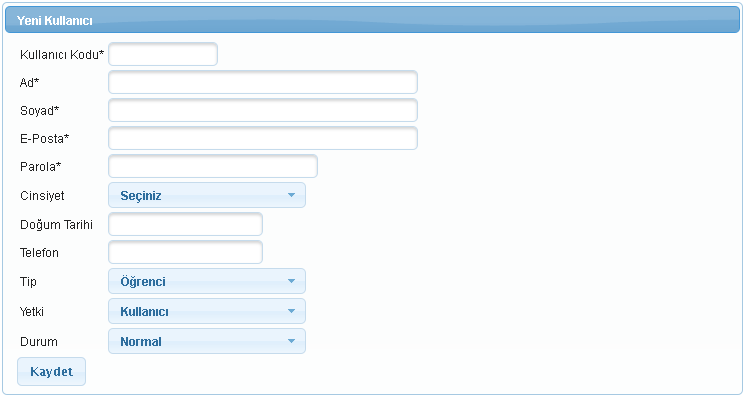 Yeni Kullanıcı
Kullanıcı Kodu*
Ad*
Soyad*
E-Posta*
Parola*
Cinsiyet Seçiniz
Doğum Tarihi
Telefon
Tip Öğrenci
Yetki Kullanıcı
Durum Normal
Kaydet